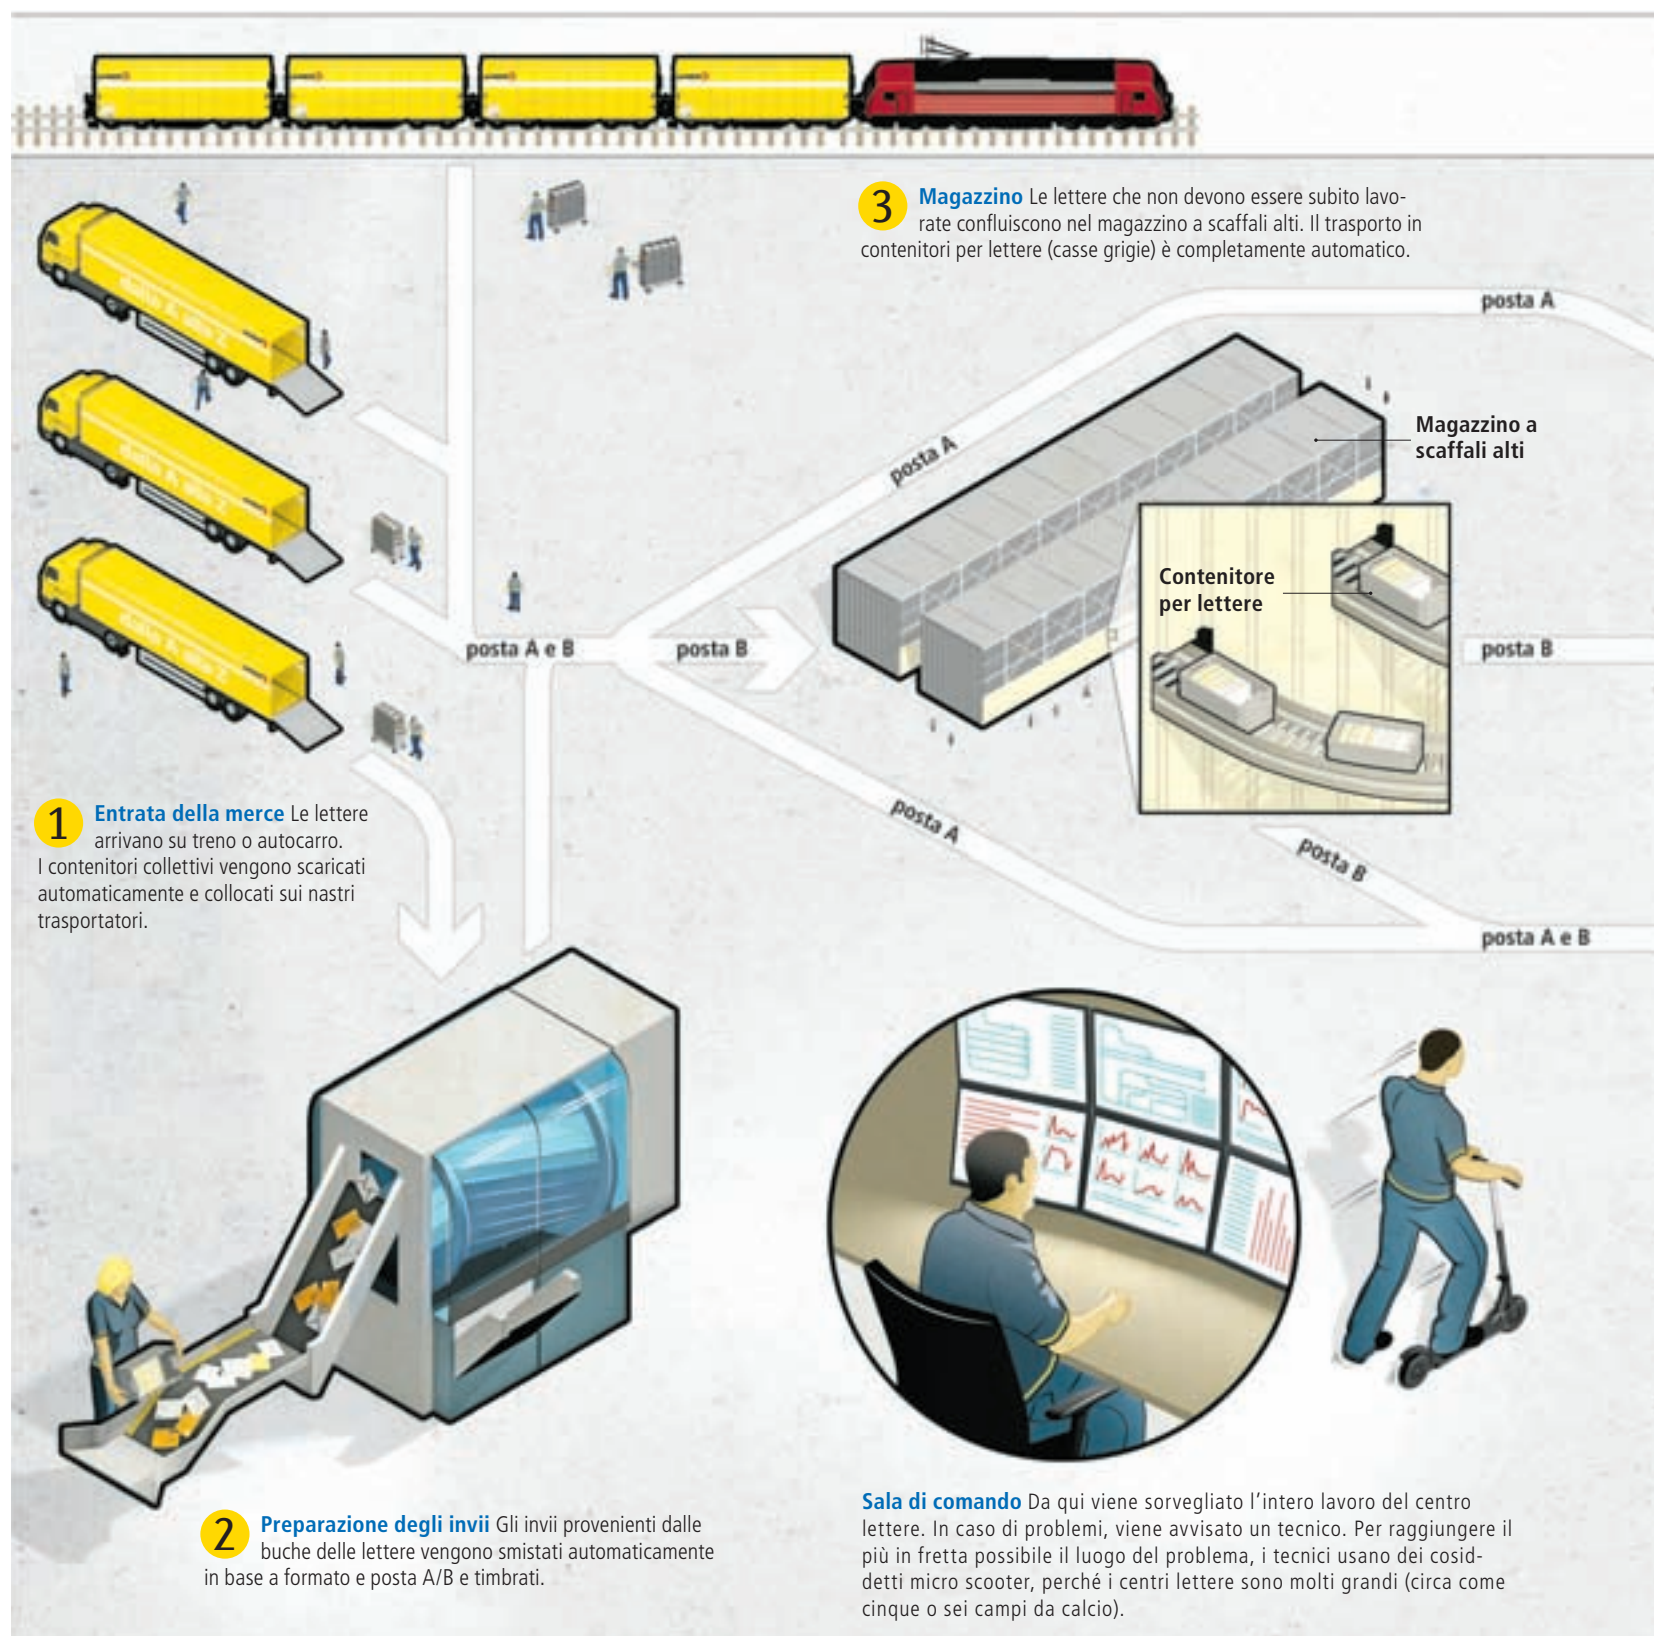 3 Magazzino Le lettere che non devono essere subito lavo-
rate confluiscono nel magazzino a scaffali alti. Il trasporto in
contenitori per lettere (casse grigie) è completamente automatico.
posta A
posta A
Magazzino a
scaffali alti
Contenitore
per lettere
posta A e B
posta B
posta B
posta A
posta B
posta A e B
1 Entrata della merce Le lettere
arrivano su treno o autocarro.
I contenitori collettivi vengono scaricati
automaticamente e collocati sui nastri
trasportatori.
2 Preparazione degli invii Gli invii provenienti dalle
buche delle lettere vengono smistati automaticamente
in base a formato e posta A/B e timbrati.
Sala di comando Da qui viene sorvegliato l'intero lavoro del centro
lettere. In caso di problemi, viene avvisato un tecnico. Per raggiungere il
più in fretta possibile il luogo del problema, i tecnici usano dei cosid-
detti micro scooter, perché i centri lettere sono molti grandi (circa come
cinque o sei campi da calcio).